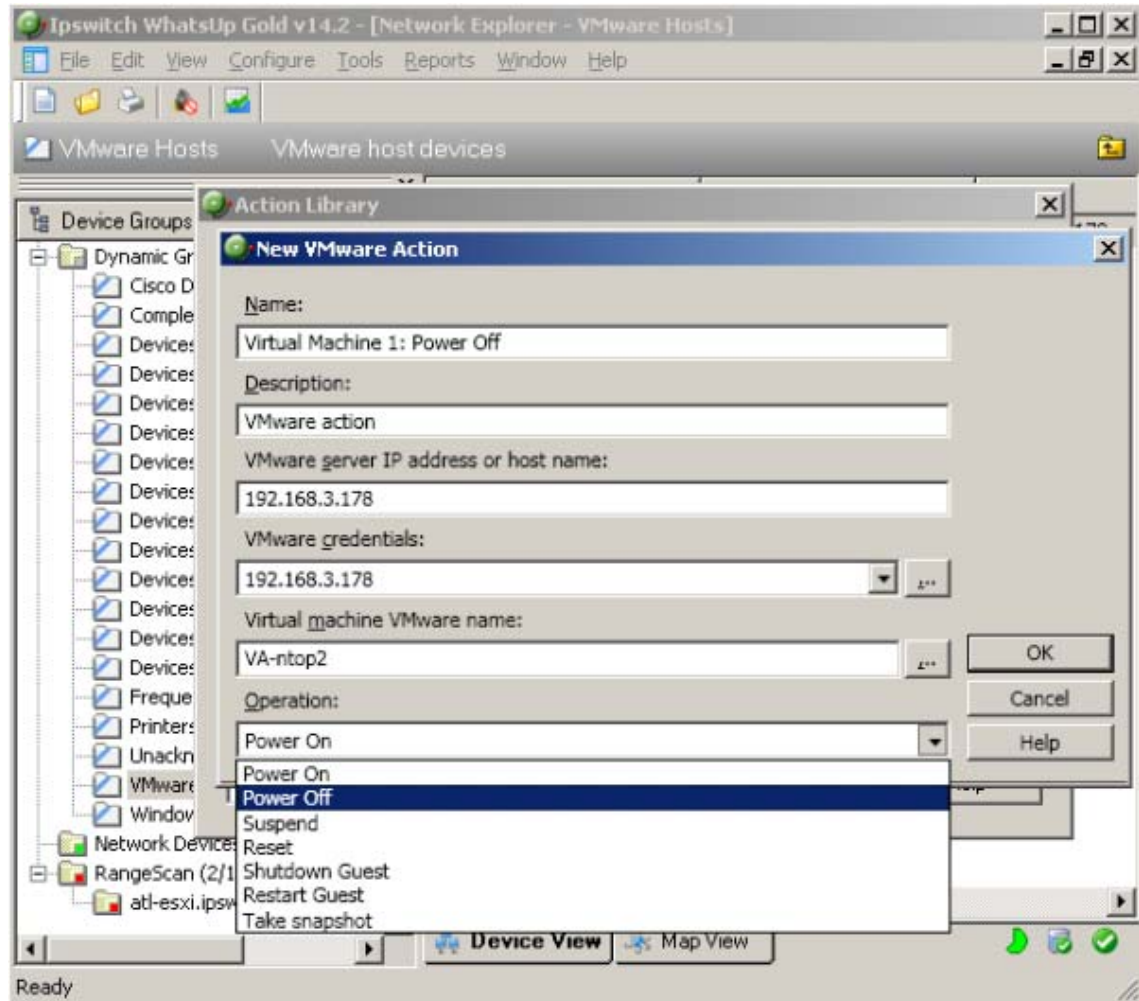 Ipswitch WhatsUp Gold v14.2 - [Network Explorer - VMware Hosts]
File Edit View Configure Tools Reports Window Help
VMware Hosts VMware host devices
Action Library
Device Groups
New VMware Action
Dynamic Gr
Cisco D
Comple
Devices
Devices
Devices
Devices
Devices
Devices
Devices
Devices
Devices
Devices
Devices
Devices
Freque
Printers
Unackn
VMware
Window
Network Devices
RangeScan (2/1
atl-esxi.ipsw
Name:
Virtual Machine 1: Power Off
Description:
VMware action
VMware server IP address or host name:
192.168.3.178
VMware credentials:
192.168.3.178
...
Virtual machine VMware name:
VA-ntop2
...
Operation:
Power On
OK
Cancel
Help
Power On
Power Off
Suspend
Reset
Shutdown Guest
Restart Guest
Take snapshot
Device View Map View
Ready